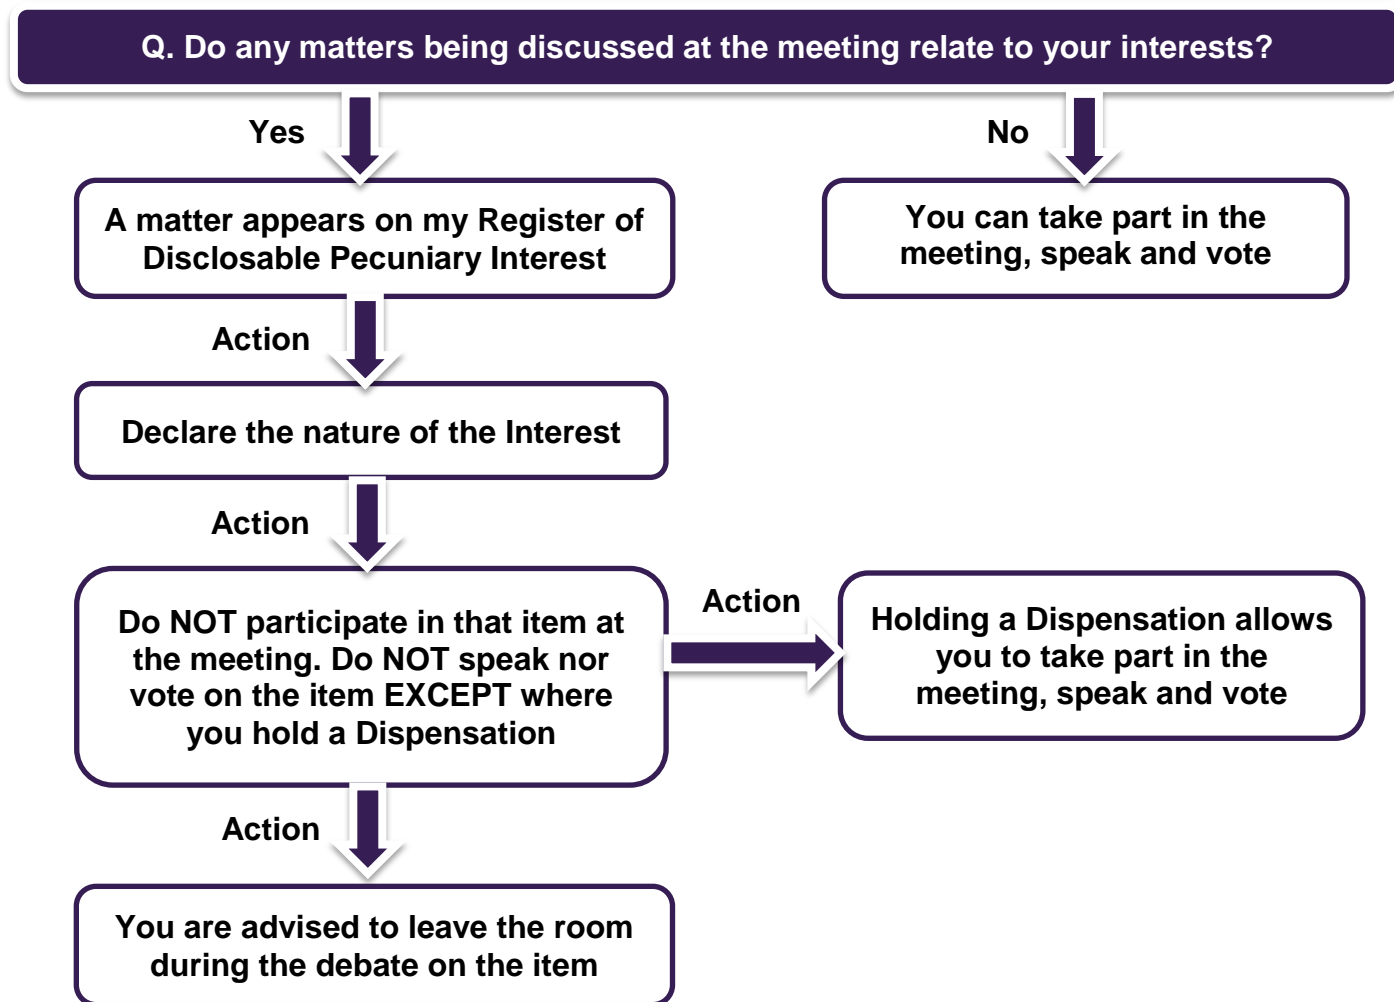 Q. Do any matters being discussed at the meeting relate to your interests?
Yes
No
A matter appears on my Register of
Disclosable Pecuniary Interest
You can take part in the
meeting, speak and vote
Action
Declare the nature of the Interest
Action
Do NOT participate in that item at
the meeting. Do NOT speak nor
vote on the item EXCEPT where
you hold a Dispensation
Action
Holding a Dispensation allows
you to take part in the
meeting, speak and vote
Action
You are advised to leave the room
during the debate on the item